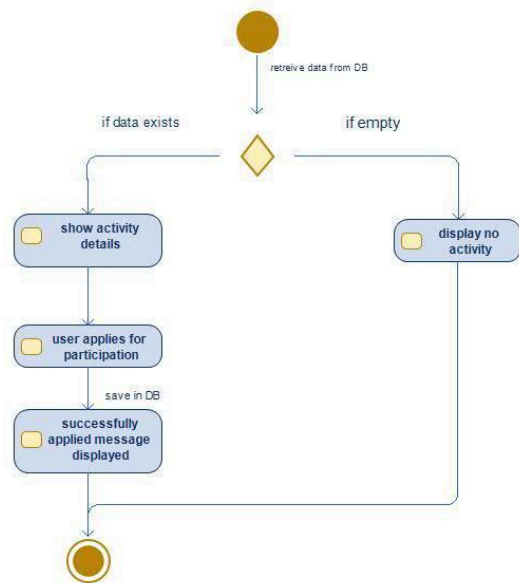 retreive data from DB
if data exists
if empty
show activity
details
display no
activity
user applies for
participation
save in DB
successfully
applied message
displayed